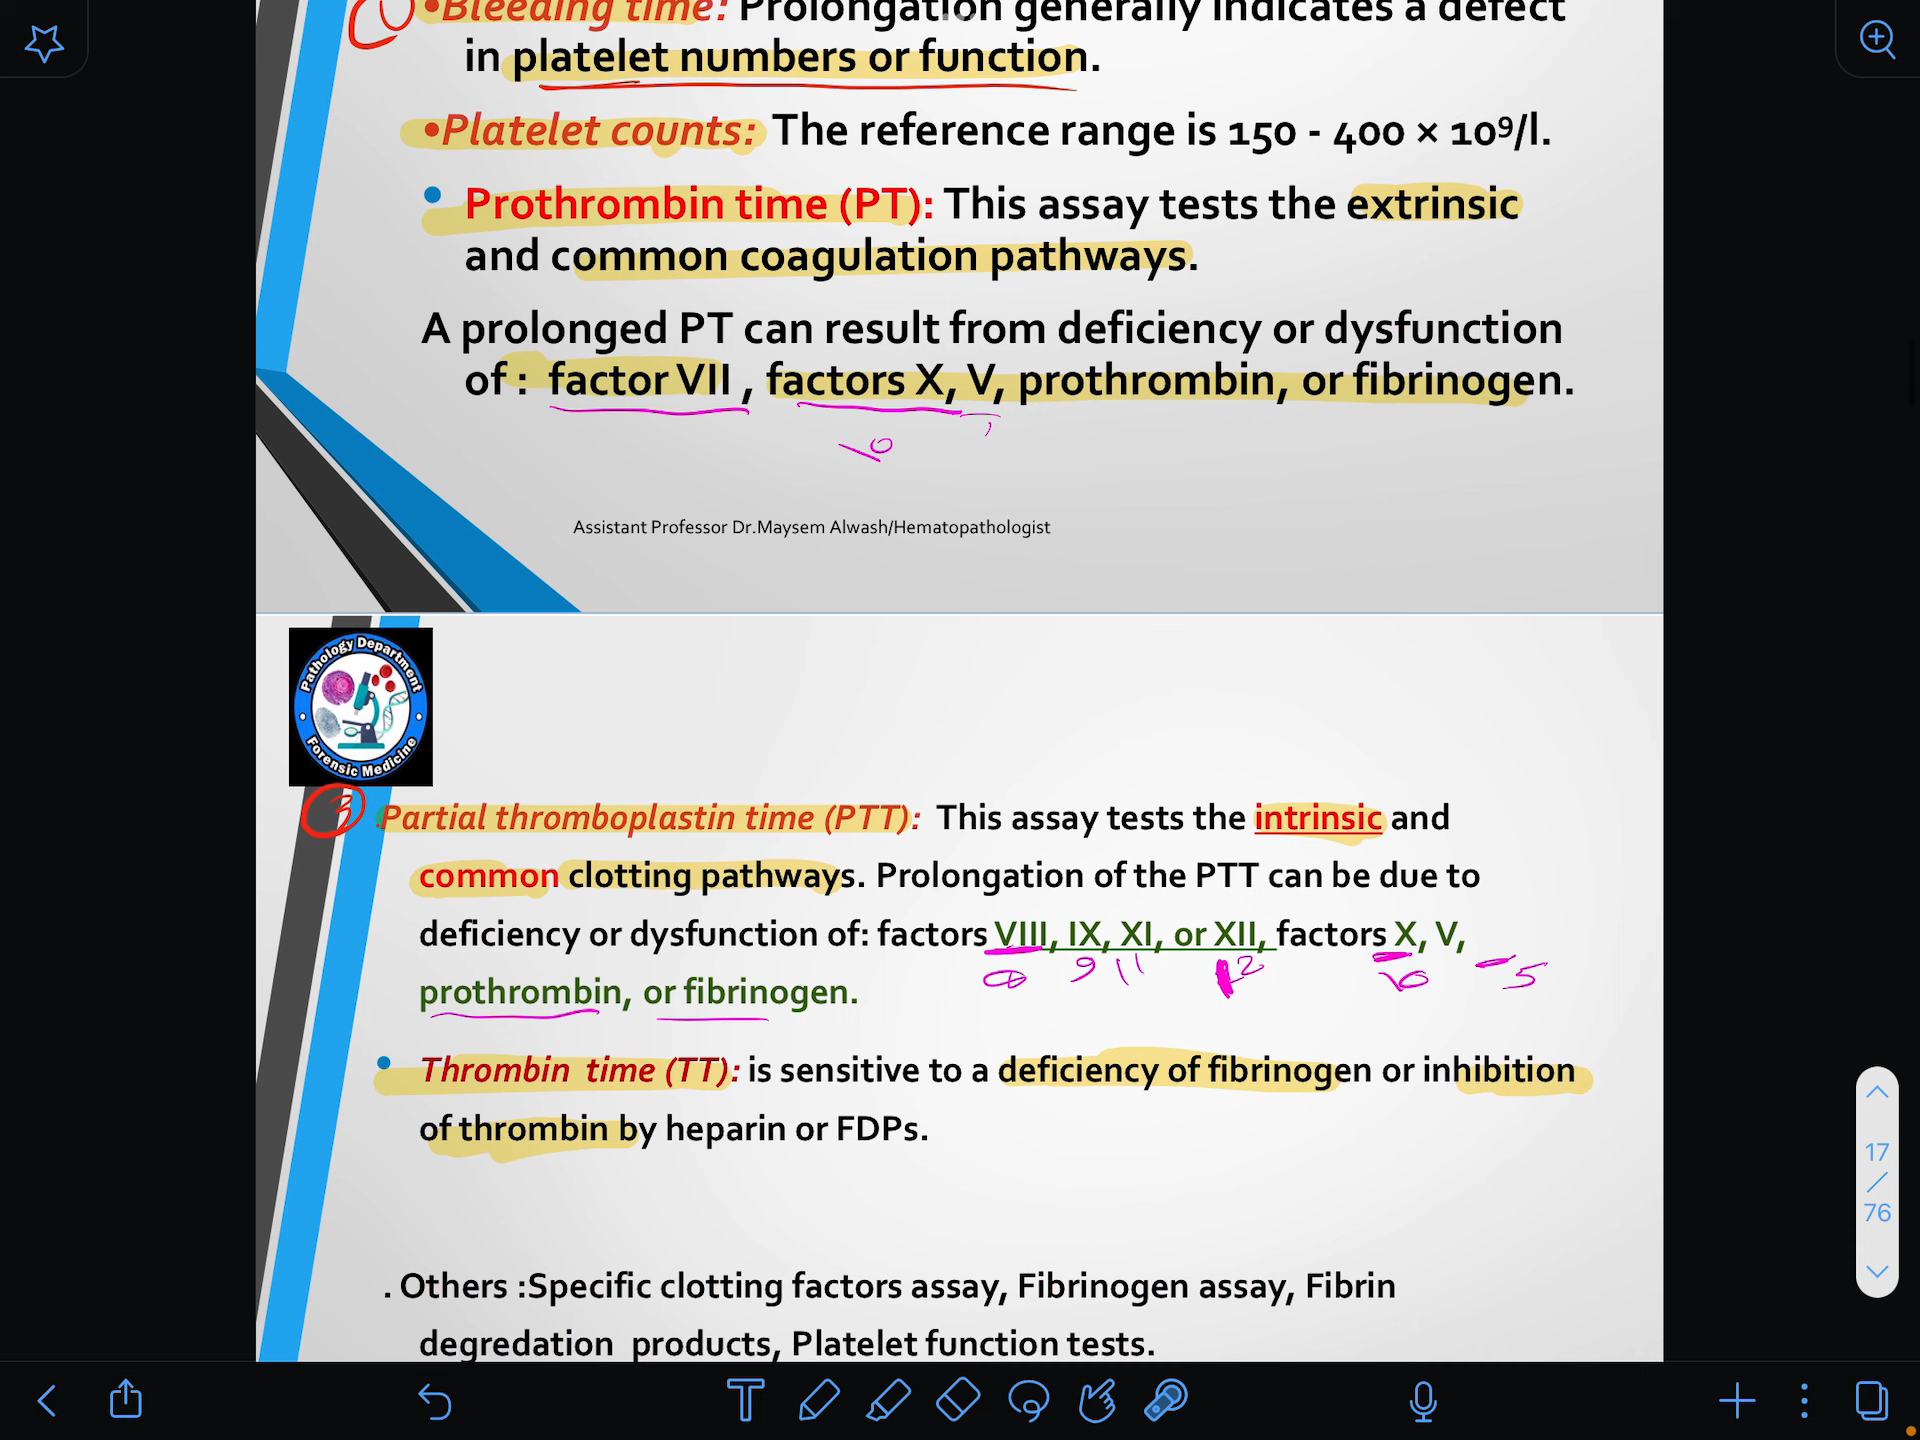 •Bleeding time: Prolongation generally indicates a defect
in platelet numbers or function.
•Platelet counts: The reference range is 150 - 400 × 10⁹/l.
• Prothrombin time (PT): This assay tests the extrinsic
and common coagulation pathways.
A prolonged PT can result from deficiency or dysfunction
of : factor VII , factors X, V, prothrombin, or fibrinogen.
10
Assistant Professor Dr.Maysem Alwash/Hematopathologist
Pathology Department
Forensic Medicine
3 Partial thromboplastin time (PTT): This assay tests the intrinsic and
common clotting pathways. Prolongation of the PTT can be due to
deficiency or dysfunction of: factors VIII, IX, XI, or XII, factors X, V,
8 9 11 12 10 5
prothrombin, or fibrinogen.
• Thrombin time (TT): is sensitive to a deficiency of fibrinogen or inhibition
of thrombin by heparin or FDPs.
. Others :Specific clotting factors assay, Fibrinogen assay, Fibrin
degredation products, Platelet function tests.
17
/
76